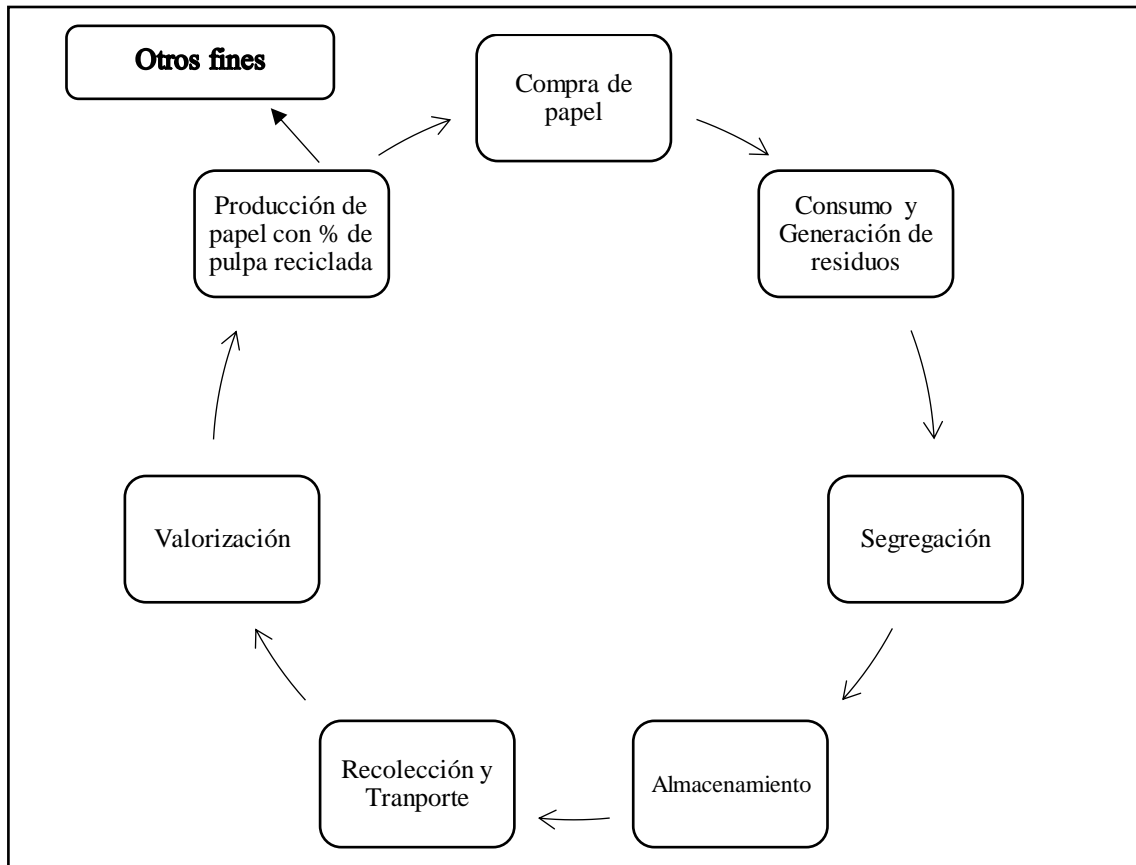 Otros fines
Compra de
papel
Producción de
papel con % de
pulpa reciclada
Consumo y
Generación de
residuos
Valorización
Segregación
Recolección y
Tranporte
Almacenamiento